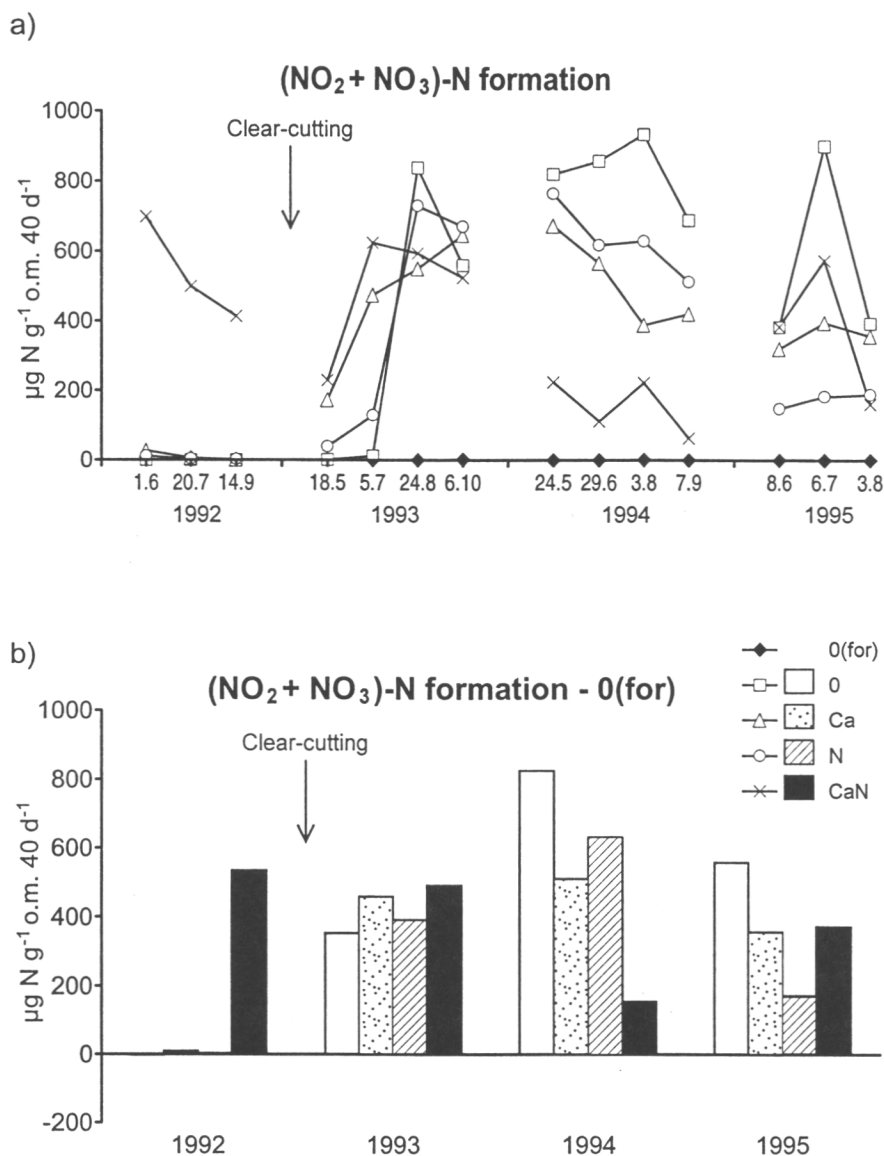 a)
(NO₂ + NO₃)-N formation
Clear-cutting
µg N g⁻¹ o.m. 40 d⁻¹
1000
800
600
400
200
0
1.6 20.7 14.9 18.5 5.7 24.8 6.10 24.5 29.6 3.8 7.9 8.6 6.7 3.8
1992 1993 1994 1995
b)
(NO₂ + NO₃)-N formation - 0(for)
Clear-cutting
0(for)
0
Ca
N
CaN
µg N g⁻¹ o.m. 40 d⁻¹
1000
800
600
400
200
0
-200
1992 1993 1994 1995